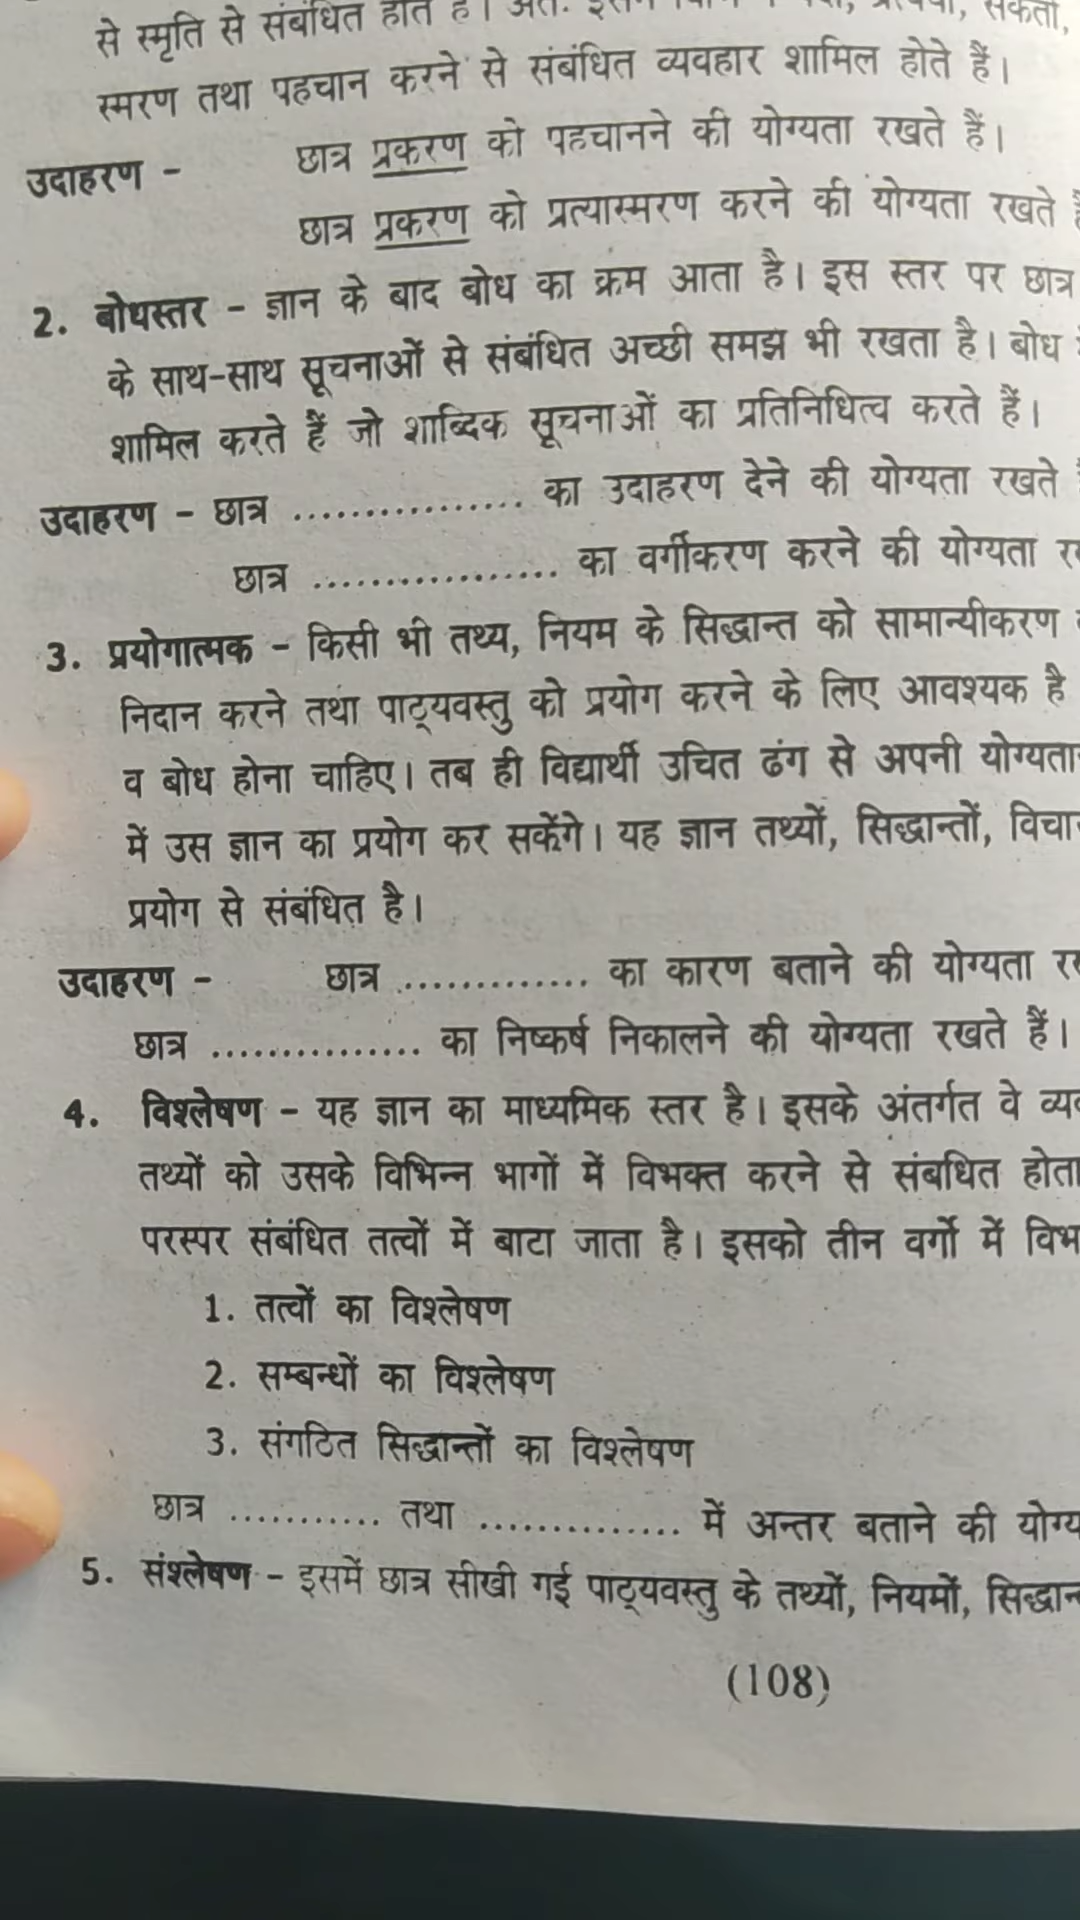 से स्मृति से संबंधित होते हैं। अतः
स्मरण तथा पहचान करने से संबंधित व्यवहार शामिल होते हैं।
उदाहरण - छात्र प्रकरण को पहचानने की योग्यता रखते हैं।
छात्र प्रकरण को प्रत्यास्मरण करने की योग्यता रखते
2. बोधस्तर - ज्ञान के बाद बोध का क्रम आता है। इस स्तर पर छात्र
के साथ-साथ सूचनाओं से संबंधित अच्छी समझ भी रखता है। बोध
शामिल करते हैं जो शाब्दिक सूचनाओं का प्रतिनिधित्व करते हैं।
उदाहरण - छात्र ................ का उदाहरण देने की योग्यता रखते
छात्र ................. का वर्गीकरण करने की योग्यता
3. प्रयोगात्मक - किसी भी तथ्य, नियम के सिद्धान्त को सामान्यीकरण
निदान करने तथा पाठ्यवस्तु को प्रयोग करने के लिए आवश्यक है
व बोध होना चाहिए। तब ही विद्यार्थी उचित ढंग से अपनी योग्यता
में उस ज्ञान का प्रयोग कर सकेंगे। यह ज्ञान तथ्यों, सिद्धान्तों,
प्रयोग से संबंधित है।
उदाहरण - छात्र ............. का कारण बताने की योग्यता
छात्र ............... का निष्कर्ष निकालने की योग्यता रखते हैं।
4. विश्लेषण - यह ज्ञान का माध्यमिक स्तर है। इसके अंतर्गत वे
तथ्यों को उसके विभिन्न भागों में विभक्त करने से संबधित होता
परस्पर संबंधित तत्वों में बाटा जाता है। इसको तीन वर्गो में
1. तत्वों का विश्लेषण
2. सम्बन्धों का विश्लेषण
3. संगठित सिद्धान्तों का विश्लेषण
छात्र ........... तथा .............. में अन्तर बताने की
5. संश्लेषण - इसमें छात्र सीखी गई पाठ्यवस्तु के तथ्यों, नियमों,
(108)